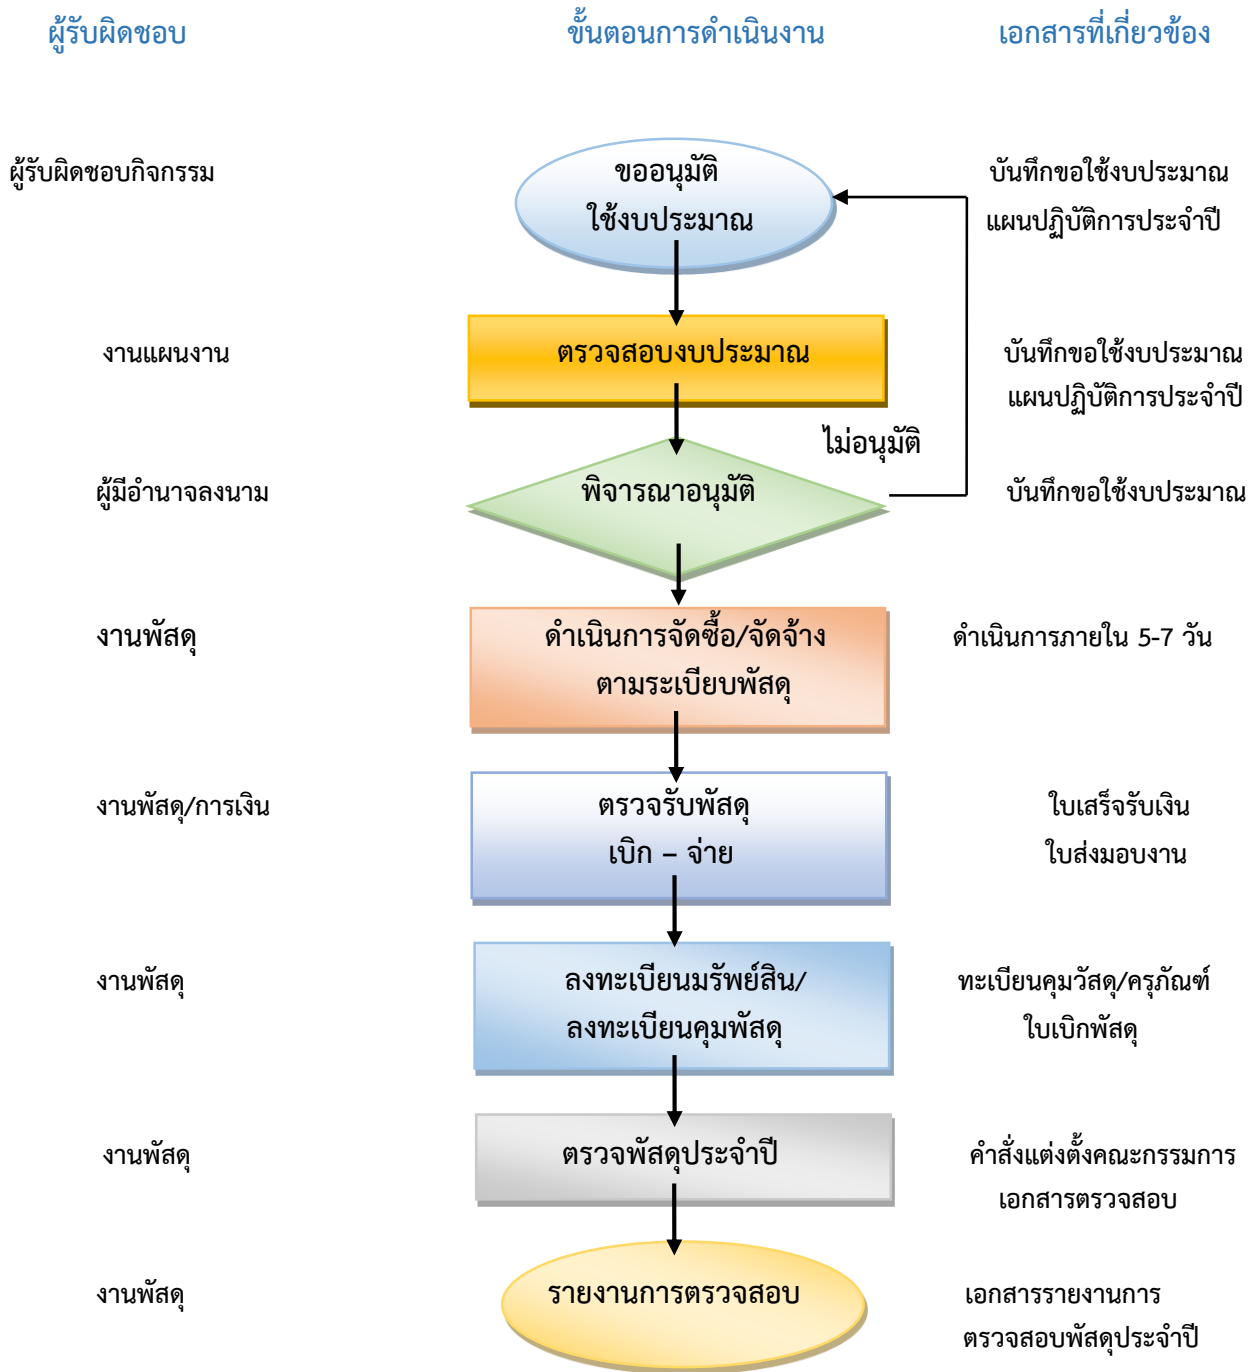 ผู้รับผิดชอบ ขั้นตอนการดำเนินงาน เอกสารที่เกี่ยวข้อง
ผู้รับผิดชอบกิจกรรม ขออนุมัติ บันทึกขอใช้งบประมาณ
ใช้งบประมาณ แผนปฏิบัติการประจำปี
งานแผนงาน ตรวจสอบงบประมาณ บันทึกขอใช้งบประมาณ
แผนปฏิบัติการประจำปี
ไม่อนุมัติ
ผู้มีอำนาจลงนาม พิจารณาอนุมัติ บันทึกขอใช้งบประมาณ
งานพัสดุ ดำเนินการจัดซื้อ/จัดจ้าง ดำเนินการภายใน 5-7 วัน
ตามระเบียบพัสดุ
งานพัสดุ/การเงิน ตรวจรับพัสดุ ใบเสร็จรับเงิน
เบิก – จ่าย ใบส่งมอบงาน
งานพัสดุ ลงทะเบียนมรัพย์สิน/ ทะเบียนคุมวัสดุ/ครุภัณฑ์
ลงทะเบียนคุมพัสดุ ใบเบิกพัสดุ
งานพัสดุ ตรวจพัสดุประจำปี คำสั่งแต่งตั้งคณะกรรมการ
เอกสารตรวจสอบ
งานพัสดุ รายงานการตรวจสอบ เอกสารรายงานการ
ตรวจสอบพัสดุประจำปี